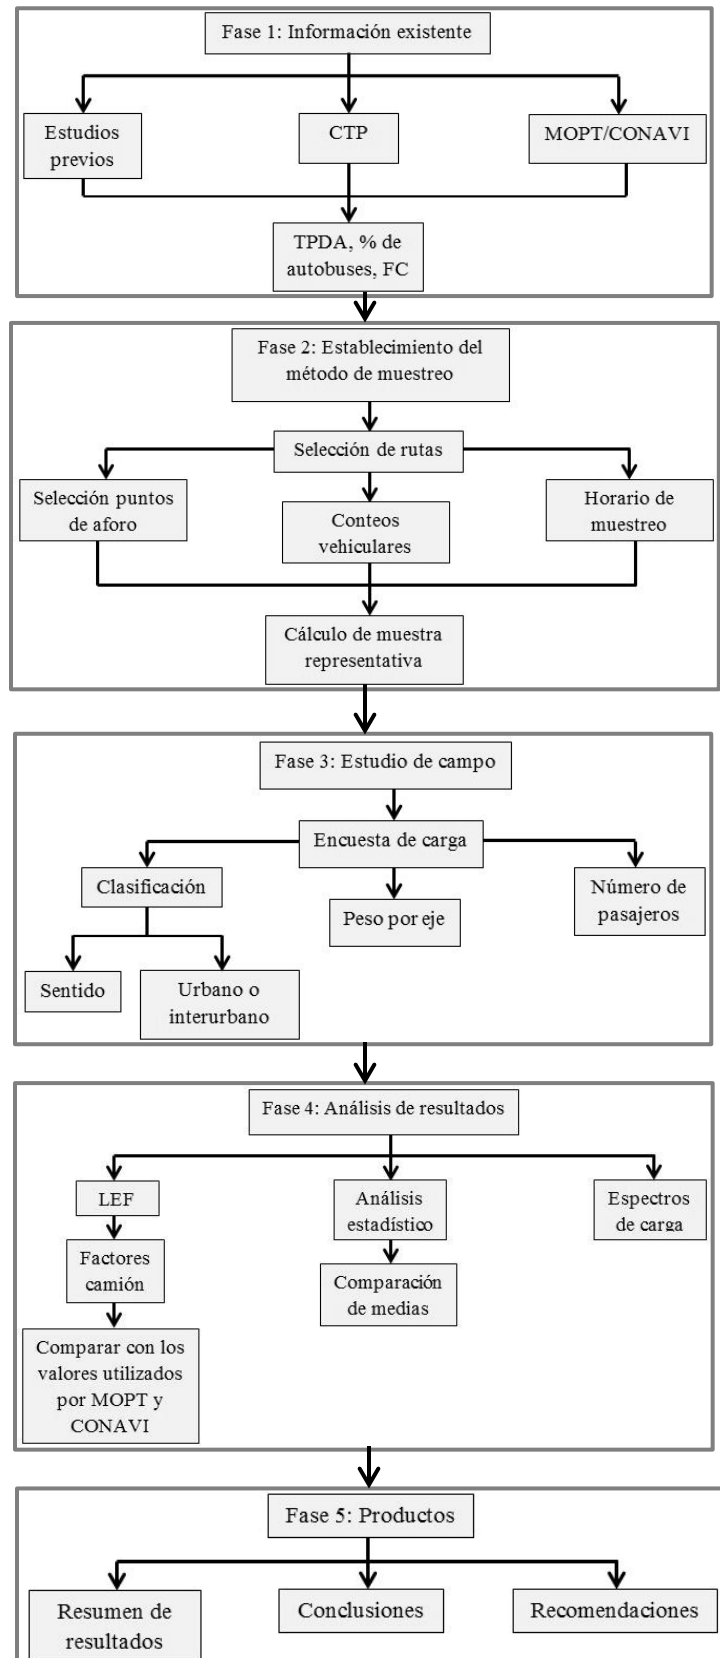 Fase 1: Información existente
Estudios
previos
CTP
MOPT/CONAVI
TPDA, % de
autobuses, FC
Fase 2: Establecimiento del
método de muestreo
Selección de rutas
Selección puntos
de aforo
Conteos
vehiculares
Horario de
muestreo
Cálculo de muestra
representativa
Fase 3: Estudio de campo
Encuesta de carga
Clasificación
Peso por eje
Número de
pasajeros
Sentido
Urbano o
interurbano
Fase 4: Análisis de resultados
LEF
Análisis
estadístico
Espectros
de carga
Factores
camión
Comparación
de medias
Comparar con los
valores utilizados
por MOPT y
CONAVI
Fase 5: Productos
Resumen de
resultados
Conclusiones
Recomendaciones